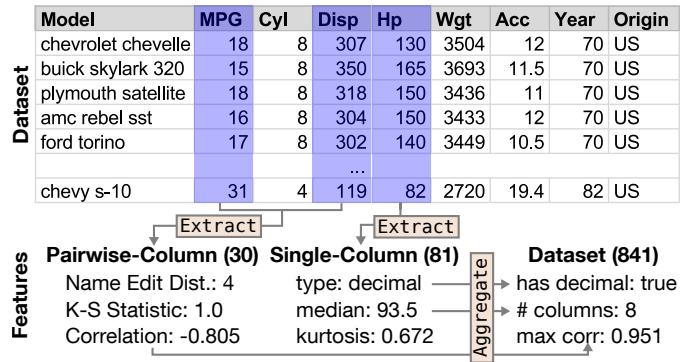 Model MPG Cyl Disp Hp Wgt Acc Year Origin
chevrolet chevelle 18 8 307 130 3504 12 70 US
buick skylark 320 15 8 350 165 3693 11.5 70 US
plymouth satellite 18 8 318 150 3436 11 70 US
amc rebel sst 16 8 304 150 3433 12 70 US
ford torino 17 8 302 140 3449 10.5 70 US
...
chevy s-10 31 4 119 82 2720 19.4 82 US
Dataset
Extract Extract
Features
Pairwise-Column (30) Single-Column (81) Dataset (841)
Name Edit Dist.: 4 type: decimal has decimal: true
K-S Statistic: 1.0 median: 93.5 # columns: 8
Correlation: -0.805 kurtosis: 0.672 max corr: 0.951
Aggregate